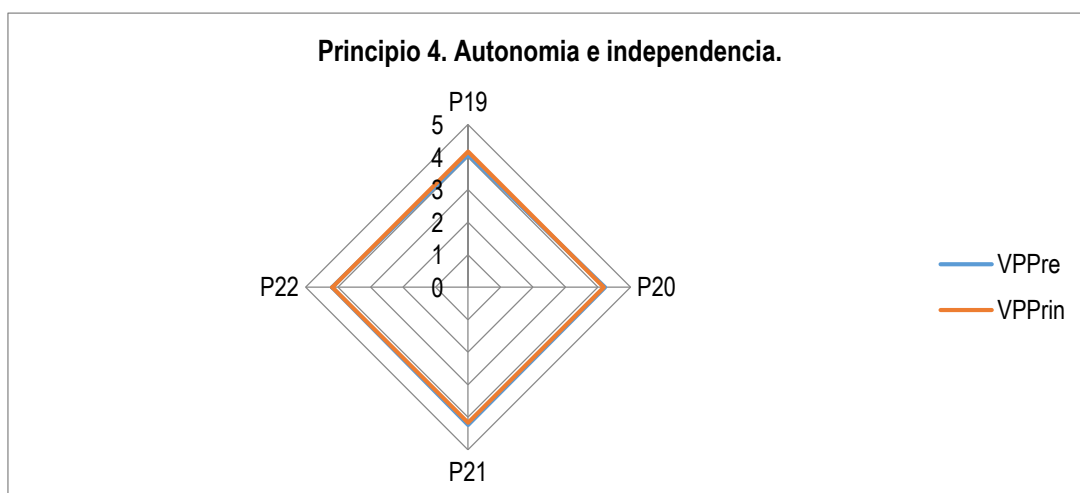 Principio 4. Autonomia e independencia.
P19
5
4
3
2
1
0
P22
P20
P21
VPPre
VPPrin